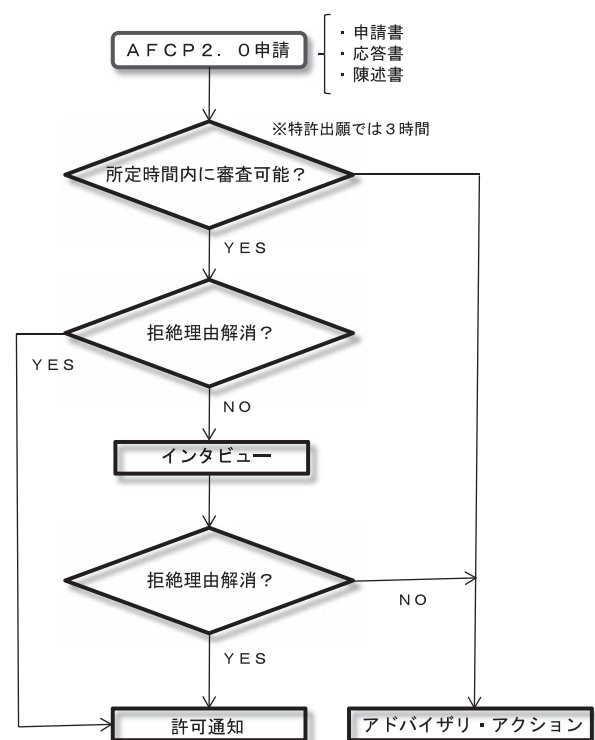 AFCP2.0申請
・申請書
・応答書
・陳述書
※特許出願では3時間
所定時間内に審査可能?
YES
拒絶理由解消?
YES
NO
インタビュー
拒絶理由解消?
NO
YES
許可通知
アドバイザリ・アクション